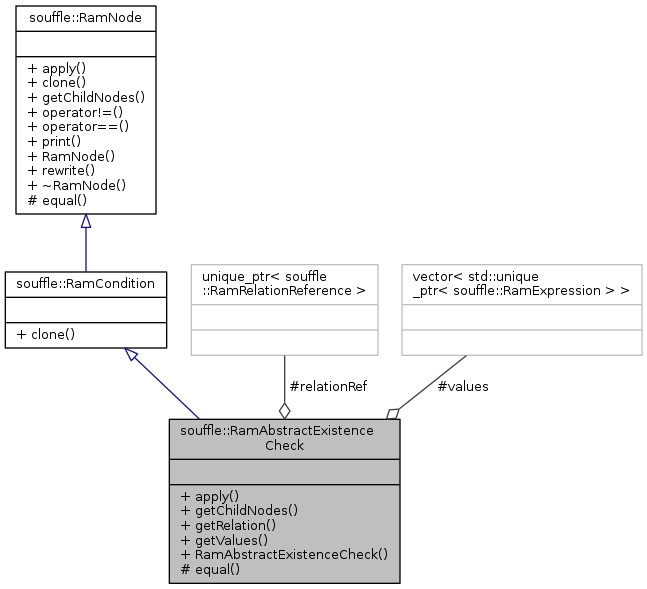 souffle::RamNode
+ apply()
+ clone()
+ getChildNodes()
+ operator!=()
+ operator==()
+ print()
+ RamNode()
+ rewrite()
+ ~RamNode()
# equal()
souffle::RamCondition
+ clone()
unique_ptr< souffle
::RamRelationReference >
vector< std::unique
_ptr< souffle::RamExpression > >
#relationRef
#values
souffle::RamAbstractExistence
Check
+ apply()
+ getChildNodes()
+ getRelation()
+ getValues()
+ RamAbstractExistenceCheck()
# equal()